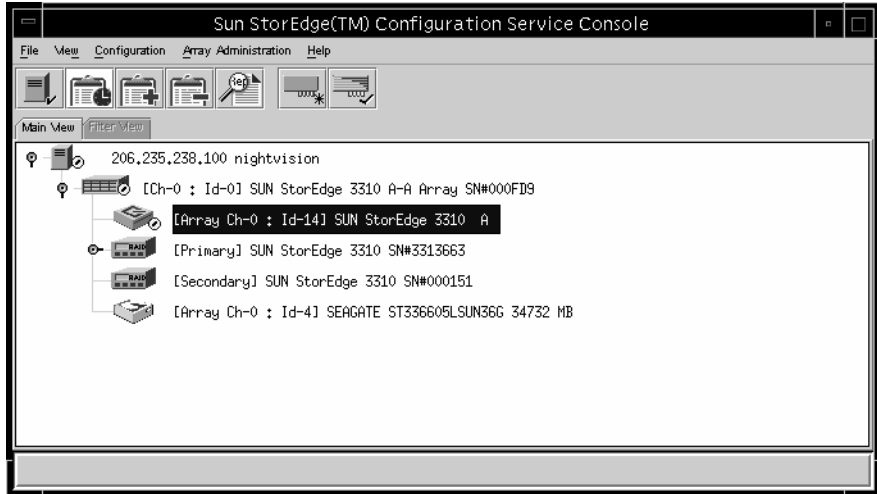 Sun StorEdge(TM) Configuration Service Console
File View Configuration Array Administration Help
Rep
Main View Filter View
206.235.238.100 nightvision
[Ch-0 : Id-0] SUN StorEdge 3310 A-A Array SN#000FD9
[Array Ch-0 : Id-14] SUN StorEdge 3310 A
RAID [Primary] SUN StorEdge 3310 SN#3313663
RAID [Secondary] SUN StorEdge 3310 SN#000151
[Array Ch-0 : Id-4] SEAGATE ST336605LSUN36G 34732 MB